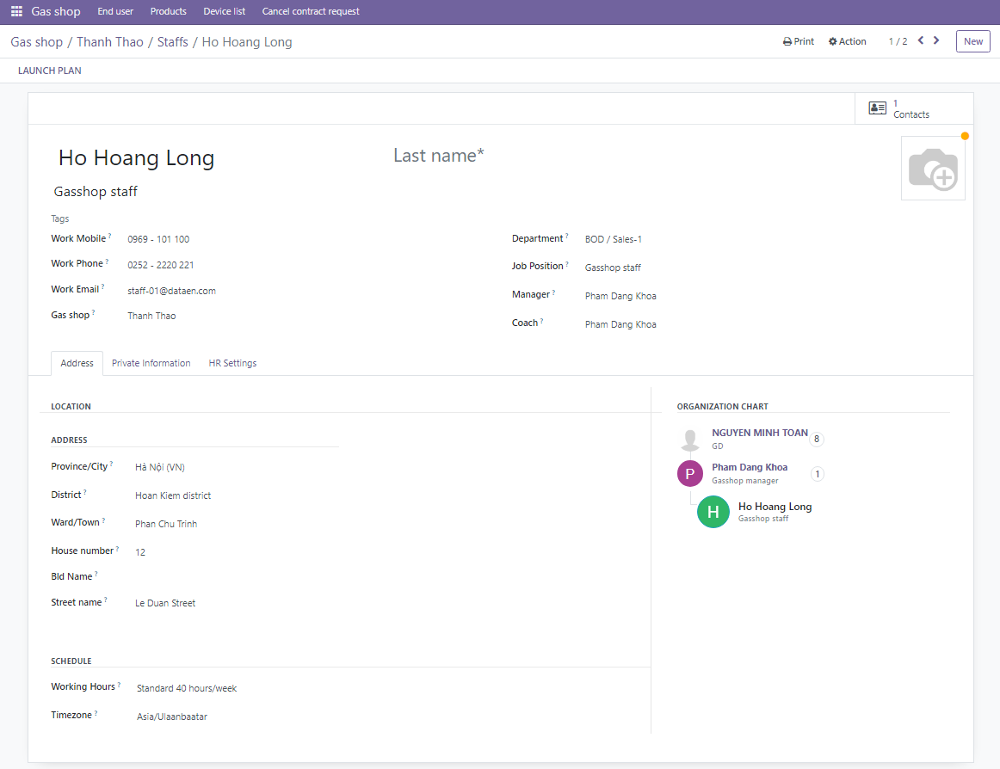 Gas shop End user Products Device list Cancel contract request
Gas shop / Thanh Thao / Staffs / Ho Hoang Long Print Action 1 / 2 New
LAUNCH PLAN
1
Contacts
Ho Hoang Long Last name*
Gasshop staff
Tags
Work Mobile ? 0969 - 101 100
Work Phone ? 0252 - 2220 221
Work Email ? staff-01@dataen.com
Gas shop ? Thanh Thao
Department ? BOD / Sales-1
Job Position ? Gasshop staff
Manager ? Pham Dang Khoa
Coach ? Pham Dang Khoa
Address Private Information HR Settings
LOCATION
ADDRESS
Province/City ? Hà Nội (VN)
District ? Hoan Kiem district
Ward/Town ? Phan Chu Trinh
House number ? 12
Bld Name ?
Street name ? Le Duan Street
SCHEDULE
Working Hours ? Standard 40 hours/week
Timezone ? Asia/Ulaanbaatar
ORGANIZATION CHART
NGUYEN MINH TOAN 8
GD
P Pham Dang Khoa 1
Gasshop manager
H Ho Hoang Long
Gasshop staff